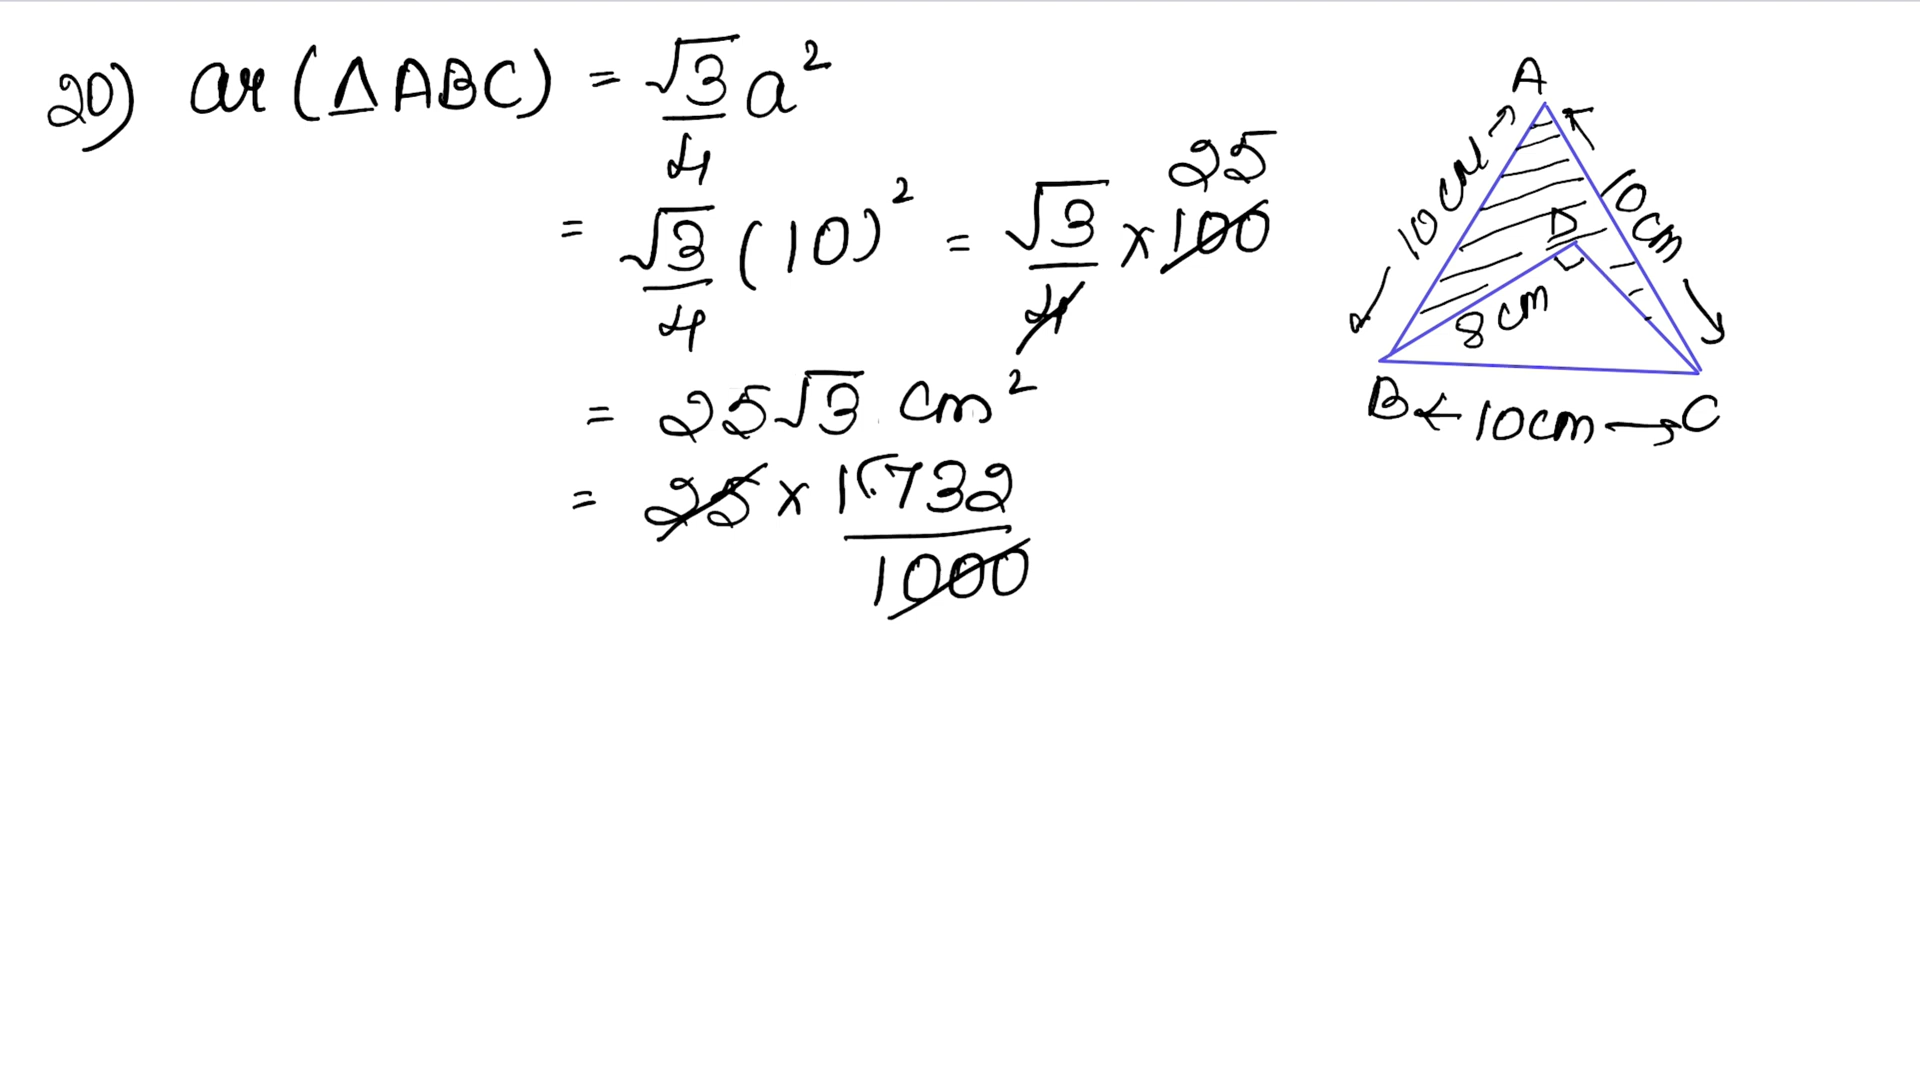 20) ar (ΔABC) = √3/4 a²
= √3/4 (10)² = √3/4 × 100 25
= 25√3 cm²
= 25 × 1.732/1000
A
10 cm
10 cm
D
8 cm
B ← 10 cm → C